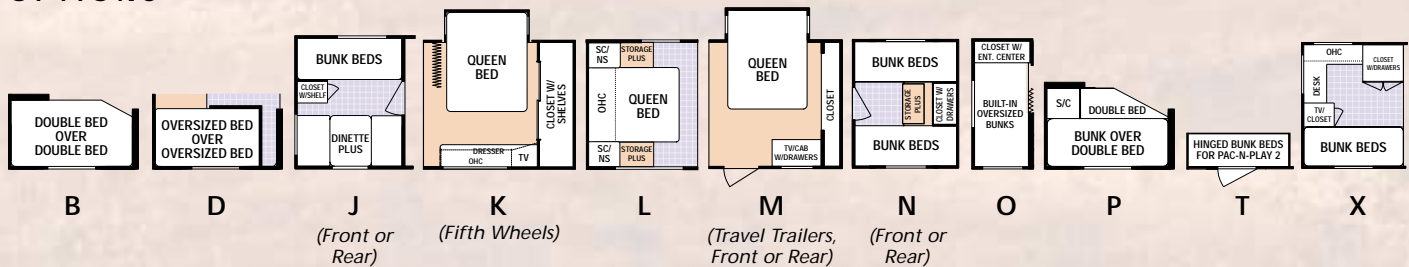 OPTIONS
DOUBLE BED
OVER
DOUBLE BED
B
OVERSIZED BED
OVER
OVERSIZED BED
D
BUNK BEDS
CLOSET
W/SHELF
DINETTE
PLUS
J
(Front or
Rear)
QUEEN
BED
CLOSET W/
SHELVES
DRESSER
OHC
TV
K
(Fifth Wheels)
SC/
NS
STORAGE
PLUS
OHC
QUEEN
BED
SC/
NS
STORAGE
PLUS
L
QUEEN
BED
CLOSET
TV/CAB
W/DRAWERS
M
(Travel Trailers,
Front or Rear)
BUNK BEDS
STORAGE
PLUS
CLOSET W/
DRAWERS
BUNK BEDS
N
(Front or
Rear)
CLOSET W/
ENT. CENTER
BUILT-IN
OVERSIZED
BUNKS
O
S/C
DOUBLE BED
BUNK OVER
DOUBLE BED
P
HINGED BUNK BEDS
FOR PAC-N-PLAY 2
T
OHC
CLOSET
W/DRAWERS
DESK
TV/
CLOSET
BUNK BEDS
X